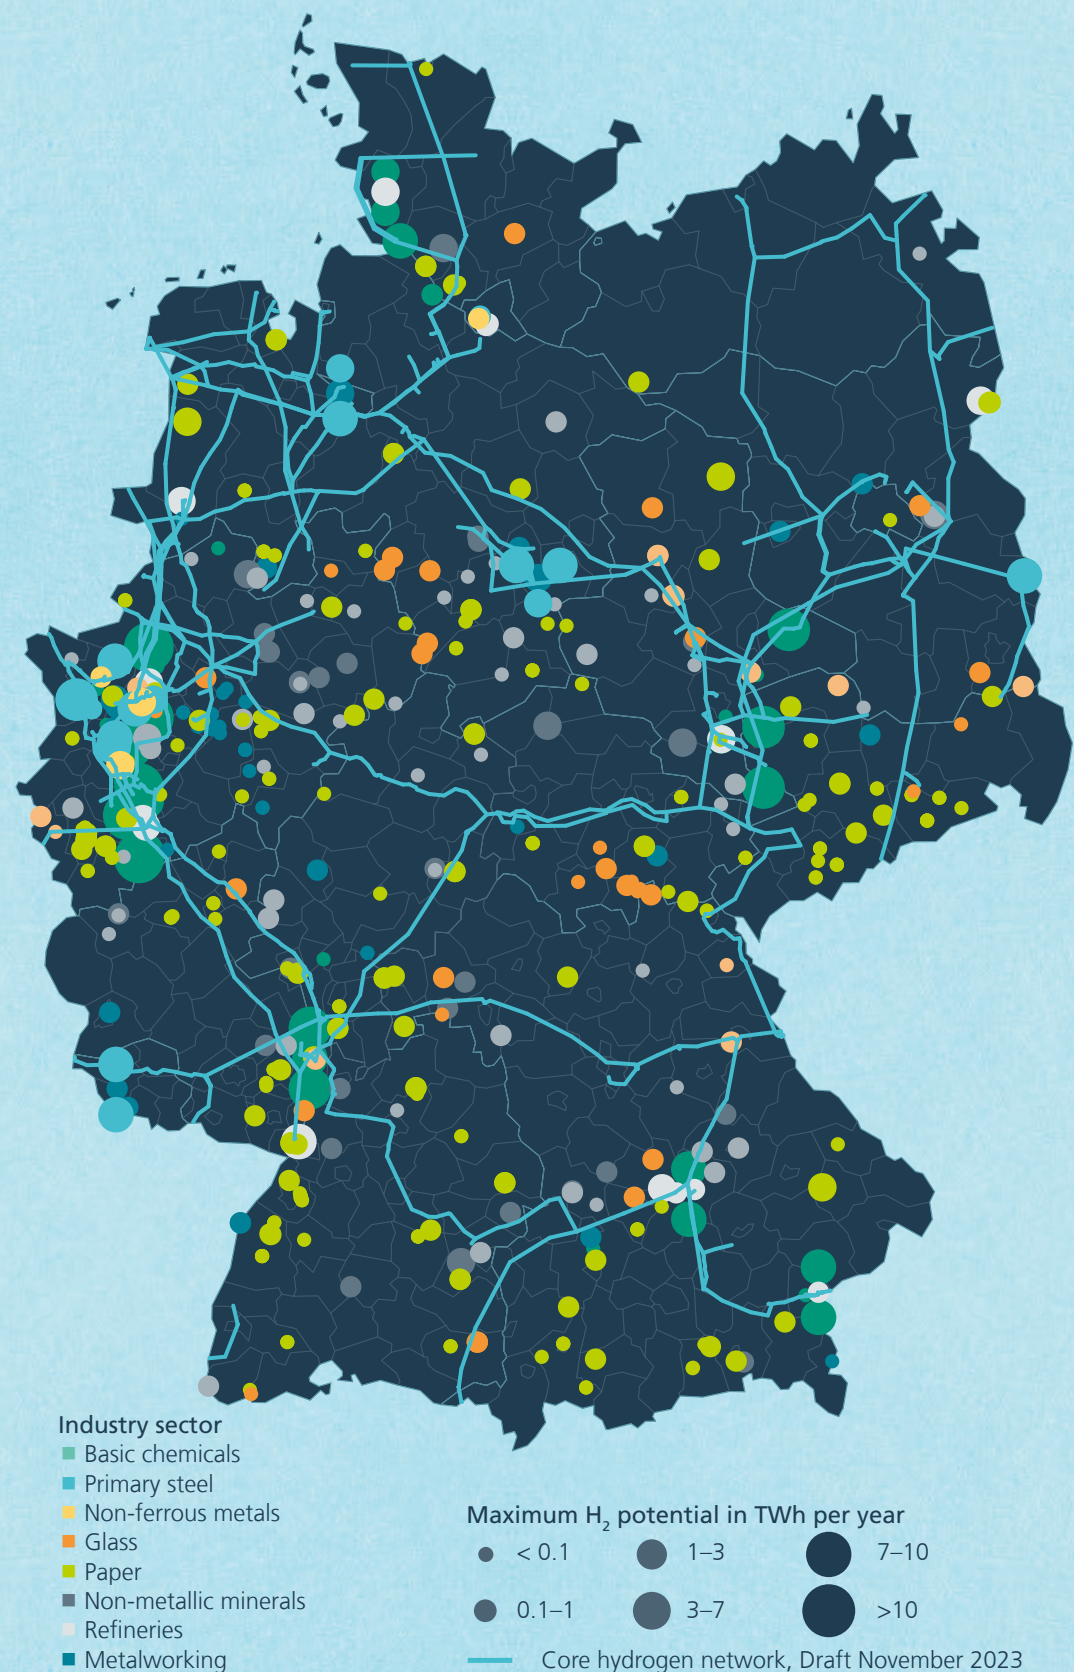 Industry sector
Basic chemicals
Primary steel
Non-ferrous metals
Glass
Paper
Non-metallic minerals
Refineries
Metalworking
Maximum H₂ potential in TWh per year
< 0.1
1–3
7–10
0.1–1
3–7
>10
Core hydrogen network, Draft November 2023